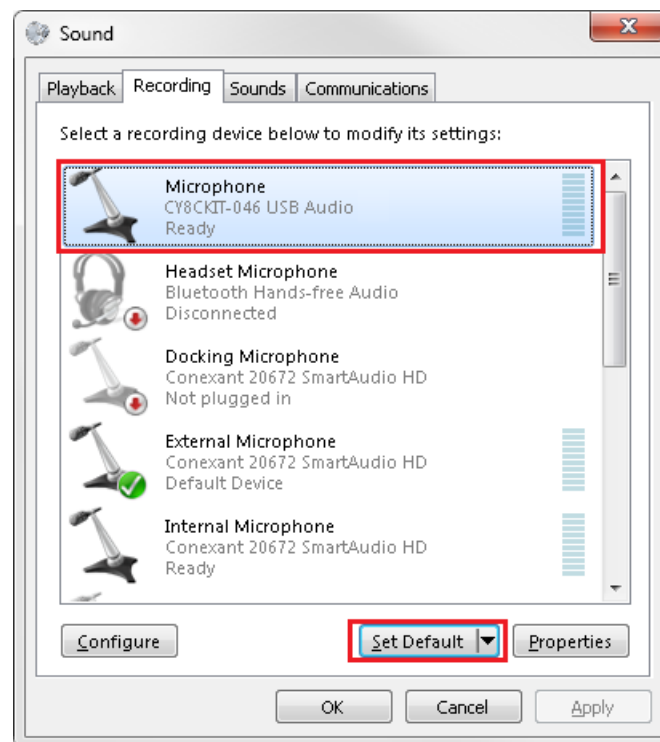 Sound
Playback Recording Sounds Communications
Select a recording device below to modify its settings:
Microphone
CY8CKIT-046 USB Audio
Ready
Headset Microphone
Bluetooth Hands-free Audio
Disconnected
Docking Microphone
Conexant 20672 SmartAudio HD
Not plugged in
External Microphone
Conexant 20672 SmartAudio HD
Default Device
Internal Microphone
Conexant 20672 SmartAudio HD
Ready
Configure Set Default Properties
OK Cancel Apply